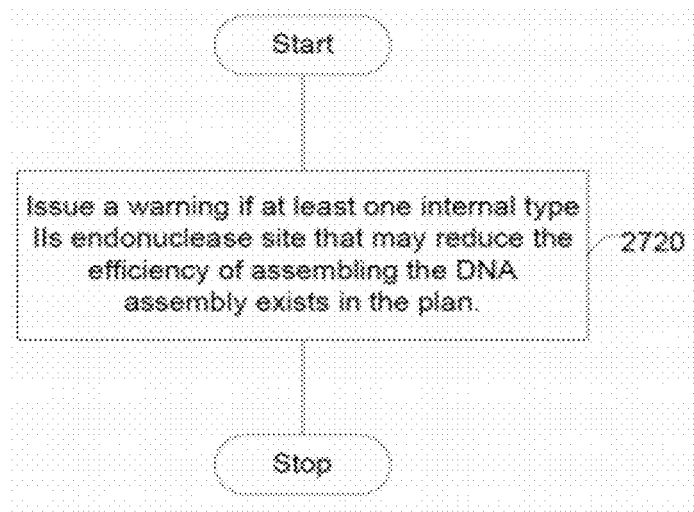 Start
Issue a warning if at least one internal type
IIs endonuclease site that may reduce the
efficiency of assembling the DNA
assembly exists in the plan.
2720
Stop